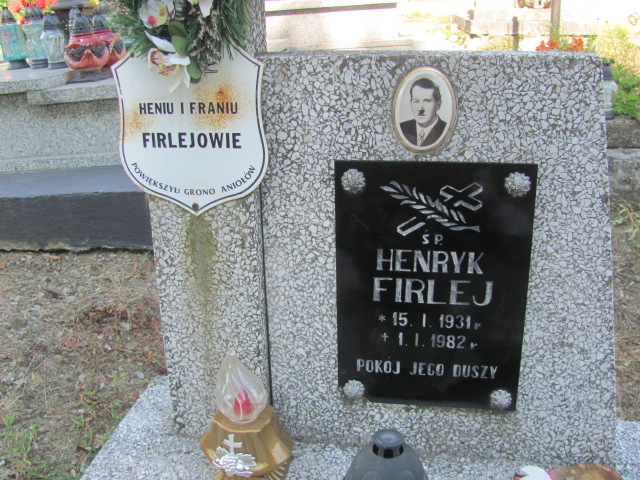 HENIU I FRANIU
FIRLEJOWIE
POWIĘKSZYLI GRONO ANIOŁÓW
Ś.P.
HENRYK
FIRLEJ
* 15. I. 1931 r
+ 1. I. 1982 r
POKÓJ JEGO DUSZY